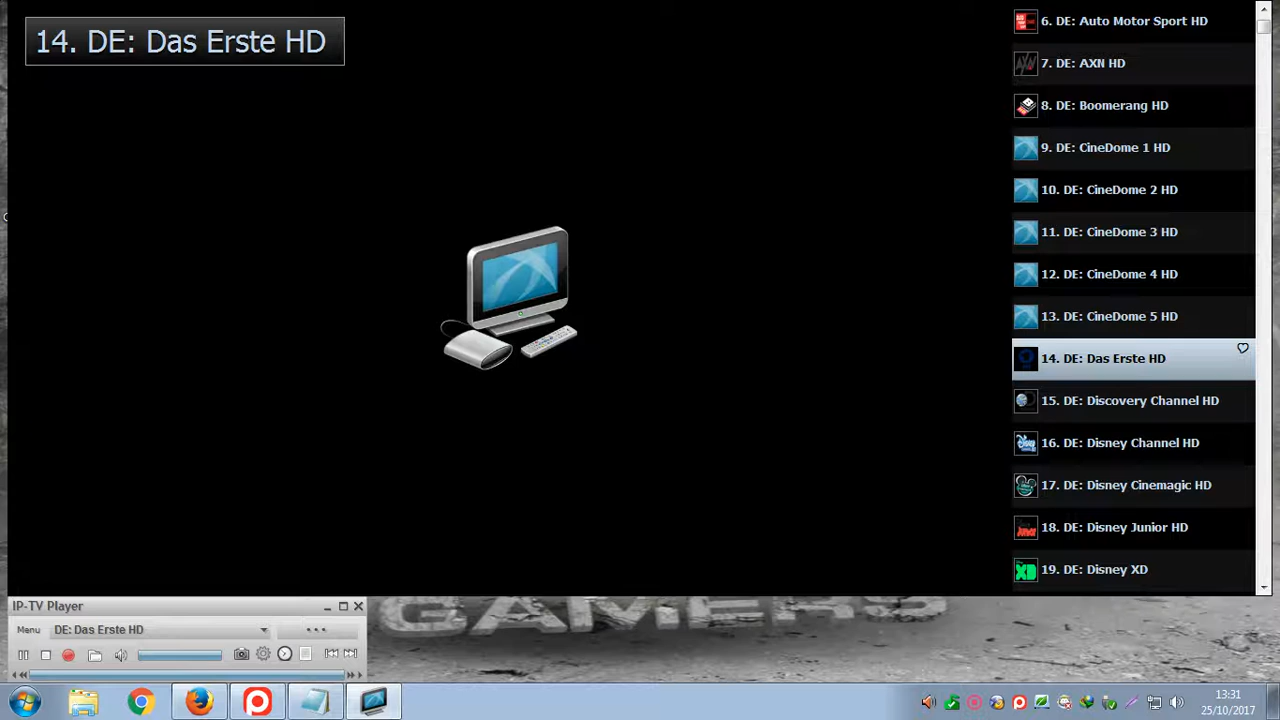 14. DE: Das Erste HD
6. DE: Auto Motor Sport HD
7. DE: AXN HD
8. DE: Boomerang HD
9. DE: CineDome 1 HD
10. DE: CineDome 2 HD
11. DE: CineDome 3 HD
12. DE: CineDome 4 HD
13. DE: CineDome 5 HD
14. DE: Das Erste HD
15. DE: Discovery Channel HD
16. DE: Disney Channel HD
17. DE: Disney Cinemagic HD
18. DE: Disney Junior HD
19. DE: Disney XD
IP-TV Player
Menu DE: Das Erste HD
GAMERS
13:31
25/10/2017